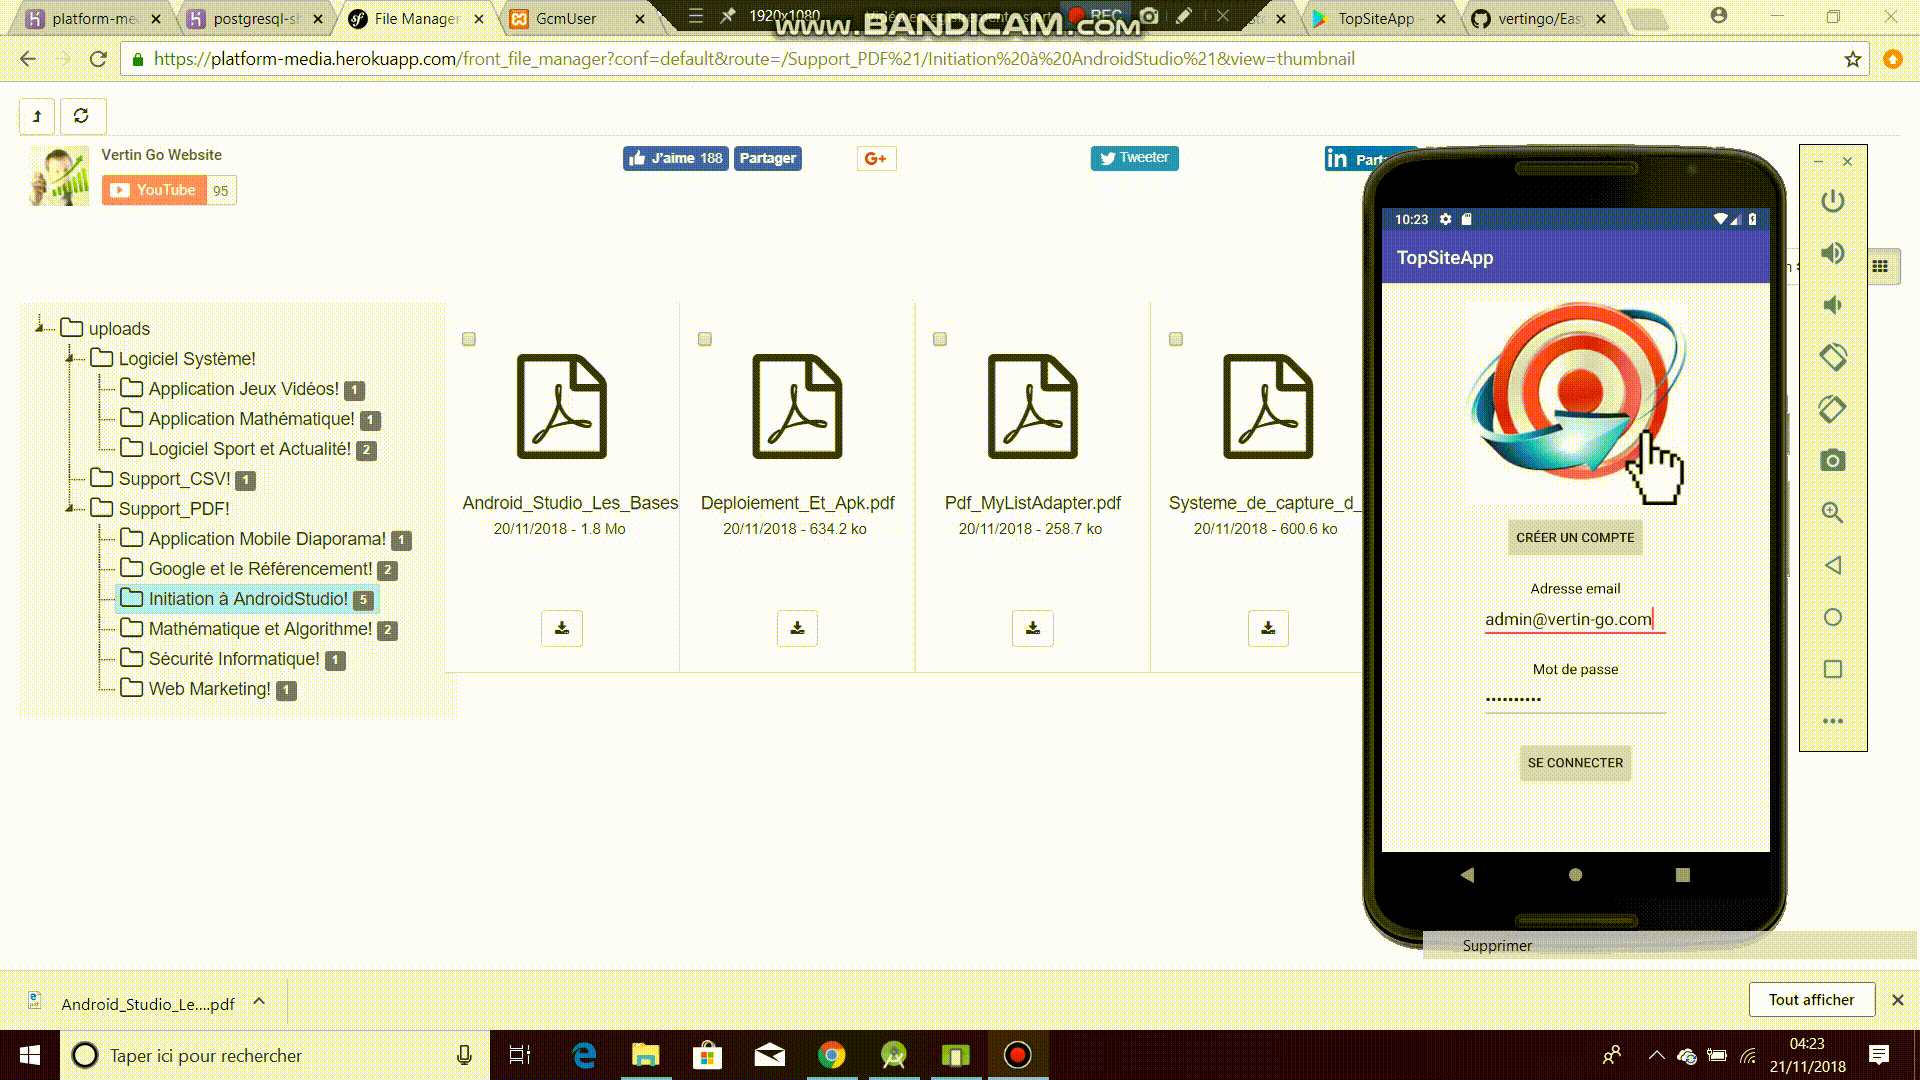 platform-me
postgresql-sh
File Manager
GcmUser
1920x1080
REC
www.BANDICAM.com
TopSiteApp
vertingo/Eas
https://platform-media.herokuapp.com/front_file_manager?conf=default&route=/Support_PDF%21/Initiation%20à%20AndroidStudio%21&view=thumbnail
Vertin Go Website
YouTube 95
J'aime 188 Partager
G+
Tweeter
in Parta
uploads
Logiciel Système!
Application Jeux Vidéos! 1
Application Mathématique! 1
Logiciel Sport et Actualité! 2
Support_CSV! 1
Support_PDF!
Application Mobile Diaporama! 1
Google et le Référencement! 2
Initiation à AndroidStudio! 5
Mathématique et Algorithme! 2
Sécurité Informatique! 1
Web Marketing! 1
Android_Studio_Les_Bases
20/11/2018 - 1.8 Mo
Deploiement_Et_Apk.pdf
20/11/2018 - 634.2 ko
Pdf_MyListAdapter.pdf
20/11/2018 - 258.7 ko
Systeme_de_capture_d_
20/11/2018 - 600.6 ko
10:23
TopSiteApp
CRÉER UN COMPTE
Adresse email
admin@vertin-go.com
Mot de passe
••••••••••
SE CONNECTER
Supprimer
Android_Studio_Le....pdf
Tout afficher
Taper ici pour rechercher
04:23
21/11/2018